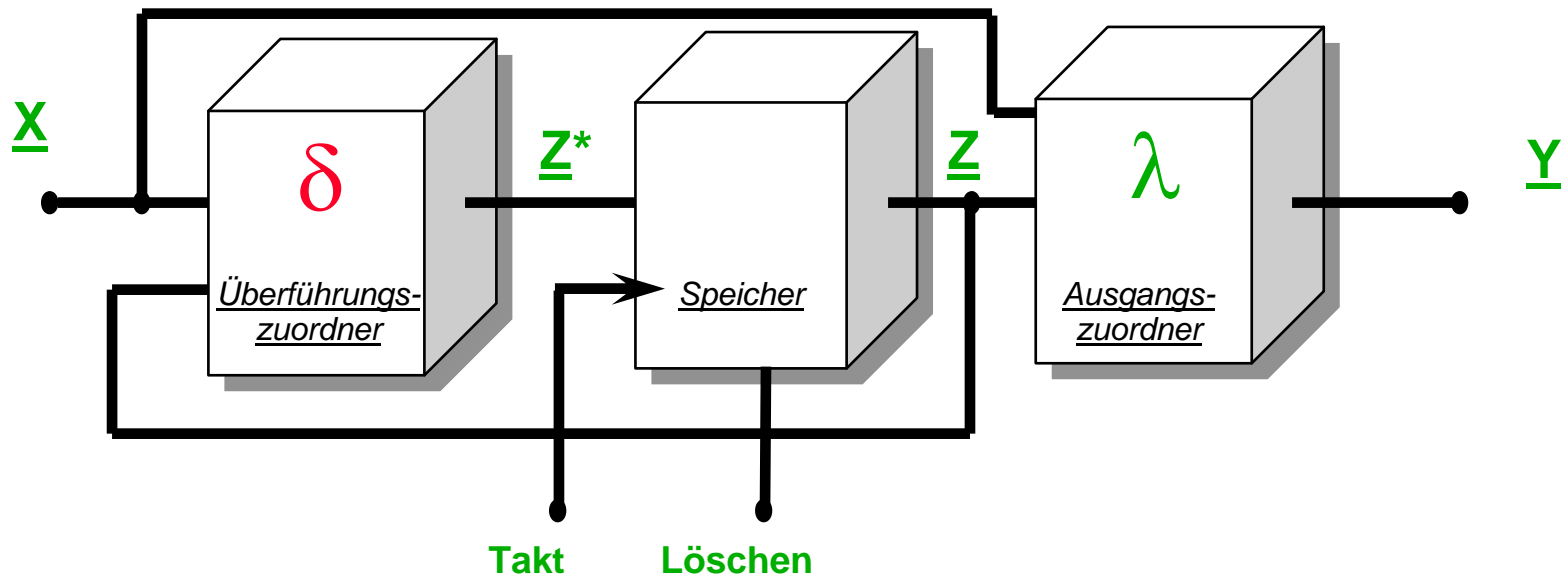 X
δ
Z*
Z
λ
Y
Überführungs-
zuordner
Speicher
Ausgangs-
zuordner
Takt
Löschen